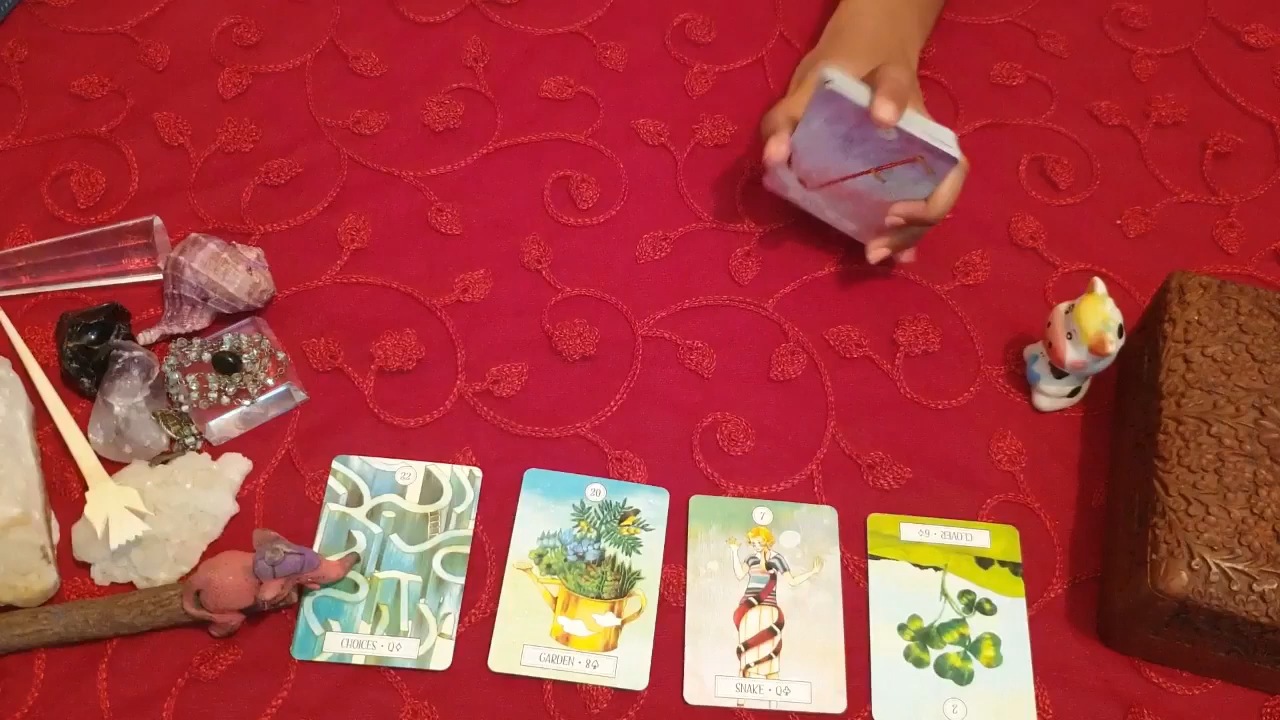 22
CHOICES • Q♢
20
GARDEN • 8♤
7
SNAKE • Q♧
CLOVER • 6♢
2